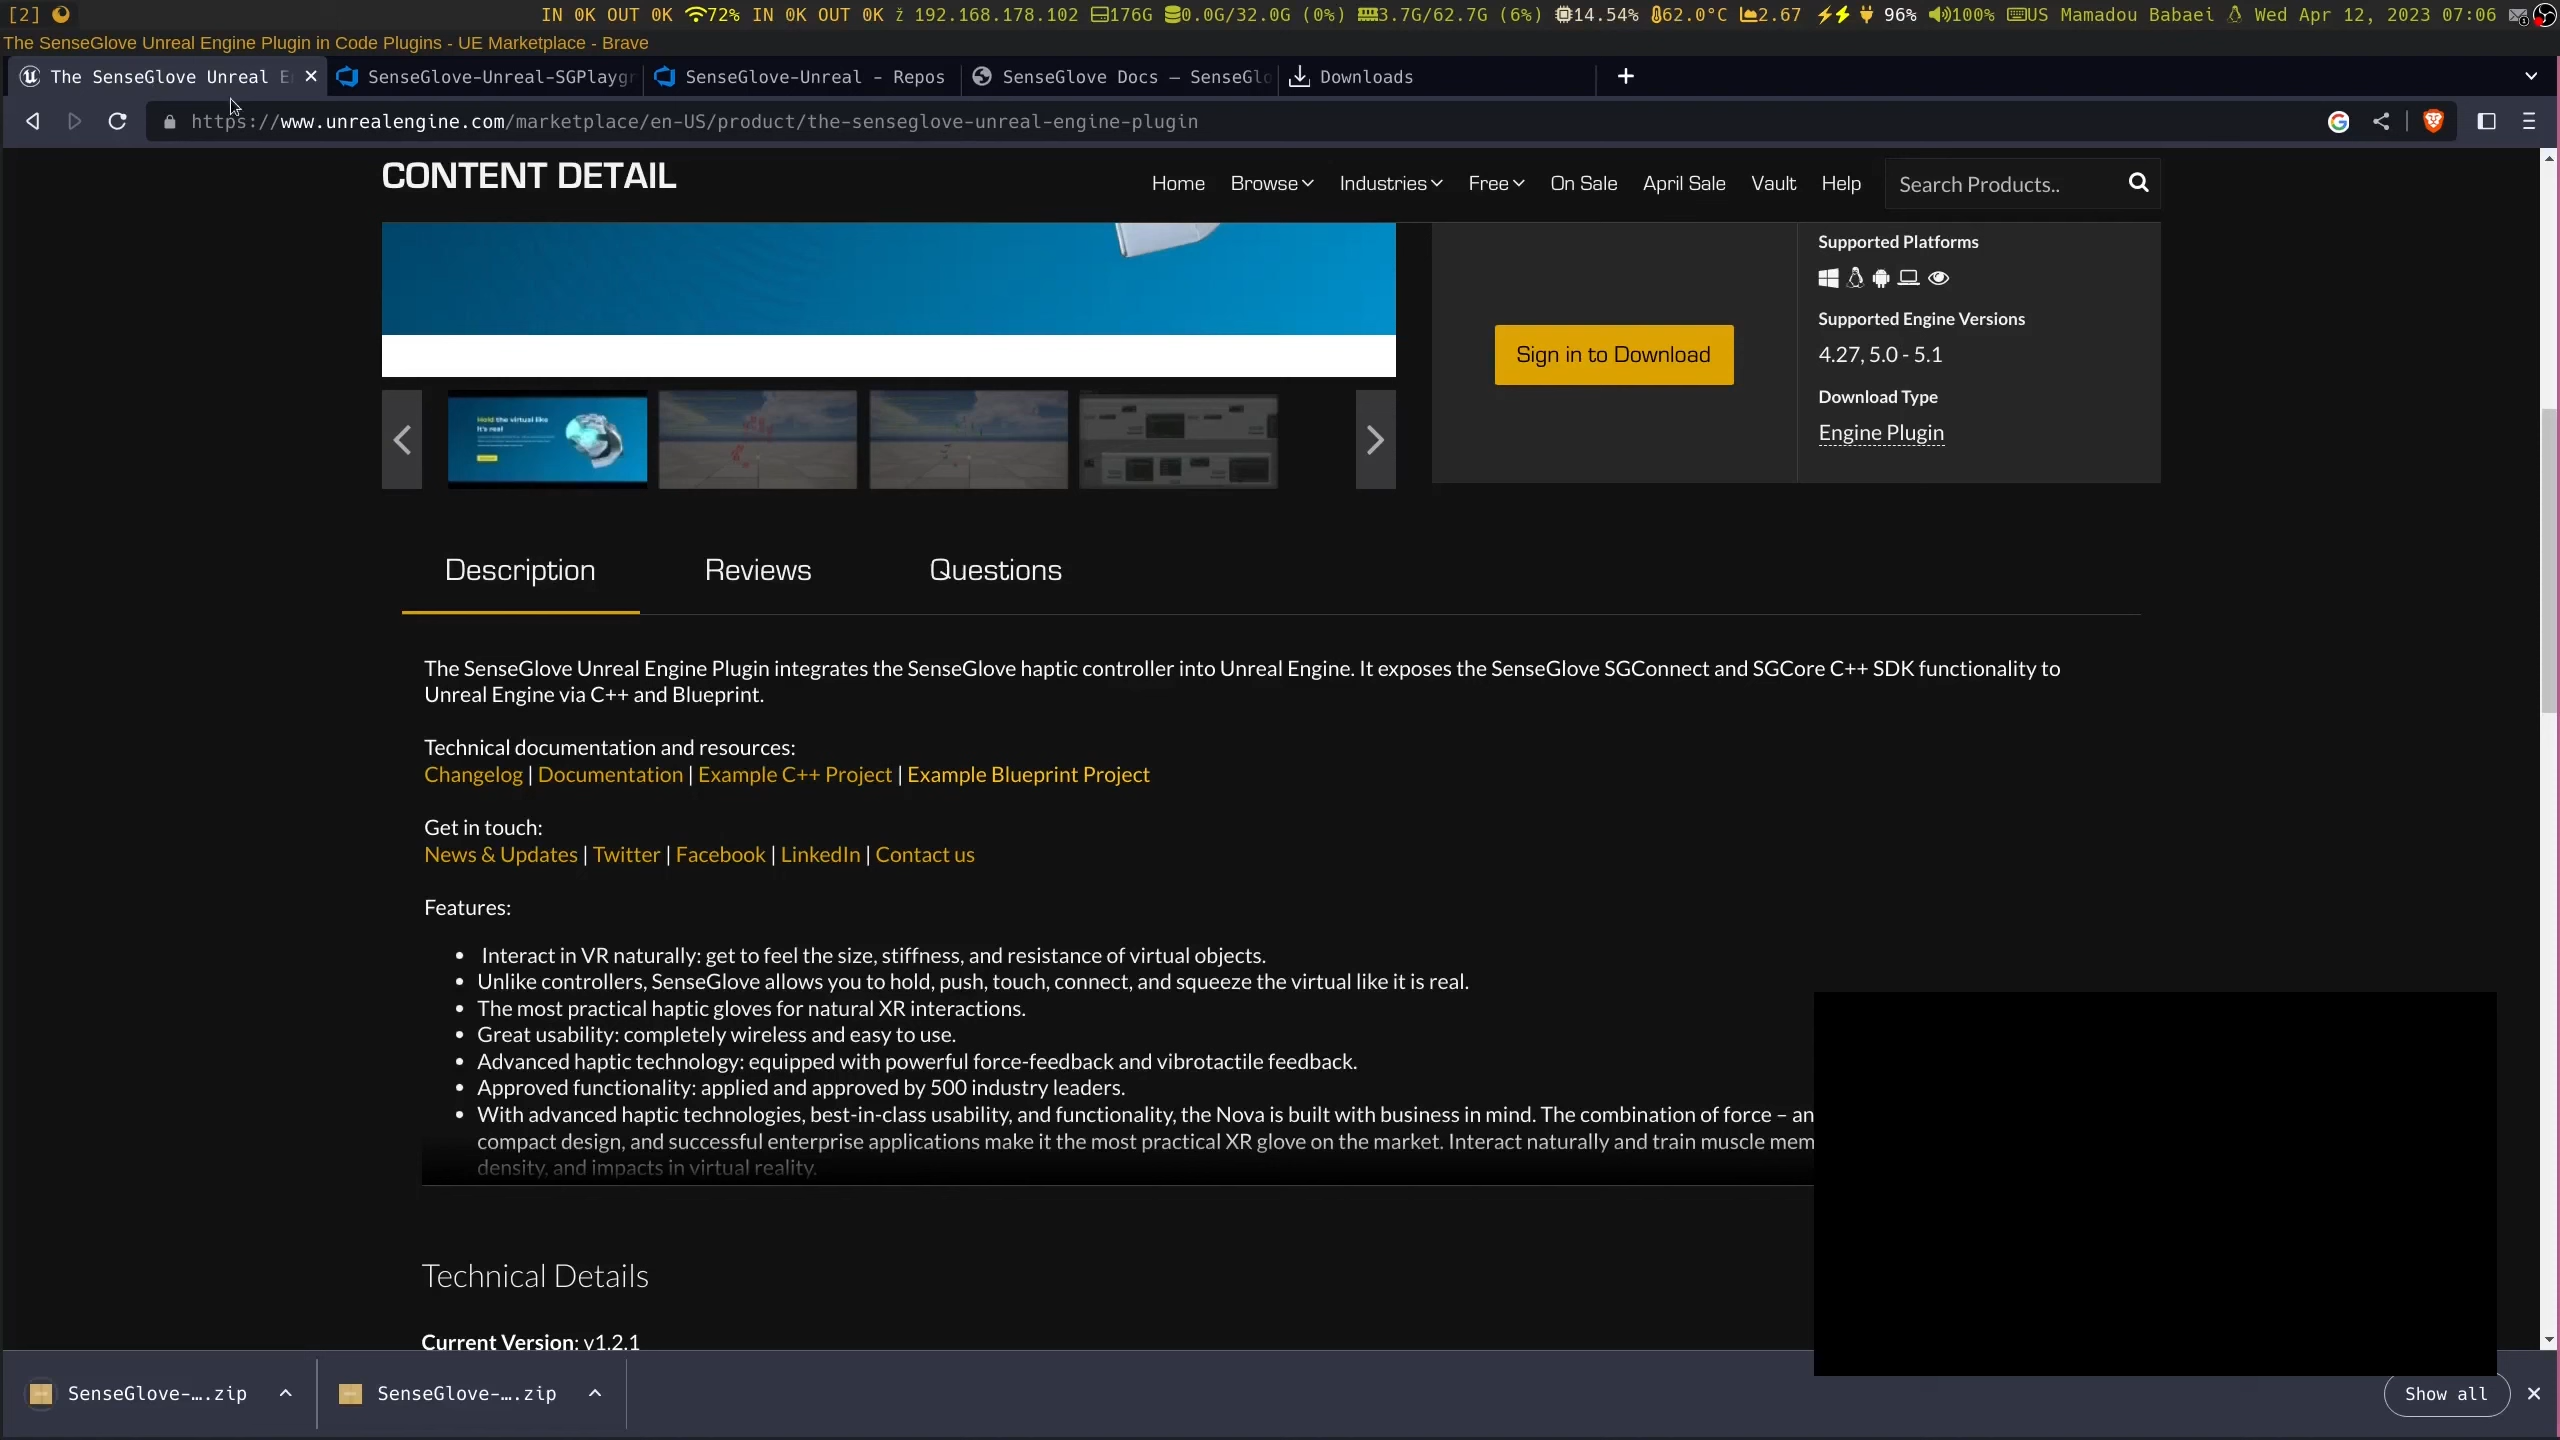 [2] IN 0K OUT 0K 72% IN 0K OUT 0K ż 192.168.178.102 176G 0.0G/32.0G (0%) 3.7G/62.7G (6%) 14.54% 62.0°C 2.67 96% 100% US Mamadou Babaei Wed Apr 12, 2023 07:06
The SenseGlove Unreal Engine Plugin in Code Plugins - UE Marketplace - Brave
The SenseGlove Unreal E SenseGlove-Unreal-SGPlaygr SenseGlove-Unreal - Repos SenseGlove Docs — SenseGlo Downloads
https://www.unrealengine.com/marketplace/en-US/product/the-senseglove-unreal-engine-plugin
CONTENT DETAIL
Home Browse Industries Free On Sale April Sale Vault Help Search Products..
Supported Platforms
Supported Engine Versions
Sign in to Download
4.27, 5.0 - 5.1
Download Type
Engine Plugin
Hold the virtual like
it's real
Description Reviews Questions
The SenseGlove Unreal Engine Plugin integrates the SenseGlove haptic controller into Unreal Engine. It exposes the SenseGlove SGConnect and SGCore C++ SDK functionality to
Unreal Engine via C++ and Blueprint.
Technical documentation and resources:
Changelog | Documentation | Example C++ Project | Example Blueprint Project
Get in touch:
News & Updates | Twitter | Facebook | LinkedIn | Contact us
Features:
• Interact in VR naturally: get to feel the size, stiffness, and resistance of virtual objects.
• Unlike controllers, SenseGlove allows you to hold, push, touch, connect, and squeeze the virtual like it is real.
• The most practical haptic gloves for natural XR interactions.
• Great usability: completely wireless and easy to use.
• Advanced haptic technology: equipped with powerful force-feedback and vibrotactile feedback.
• Approved functionality: applied and approved by 500 industry leaders.
• With advanced haptic technologies, best-in-class usability, and functionality, the Nova is built with business in mind. The combination of force – an
compact design, and successful enterprise applications make it the most practical XR glove on the market. Interact naturally and train muscle mem
density, and impacts in virtual reality.
Technical Details
Current Version: v1.2.1
SenseGlove-….zip SenseGlove-….zip Show all